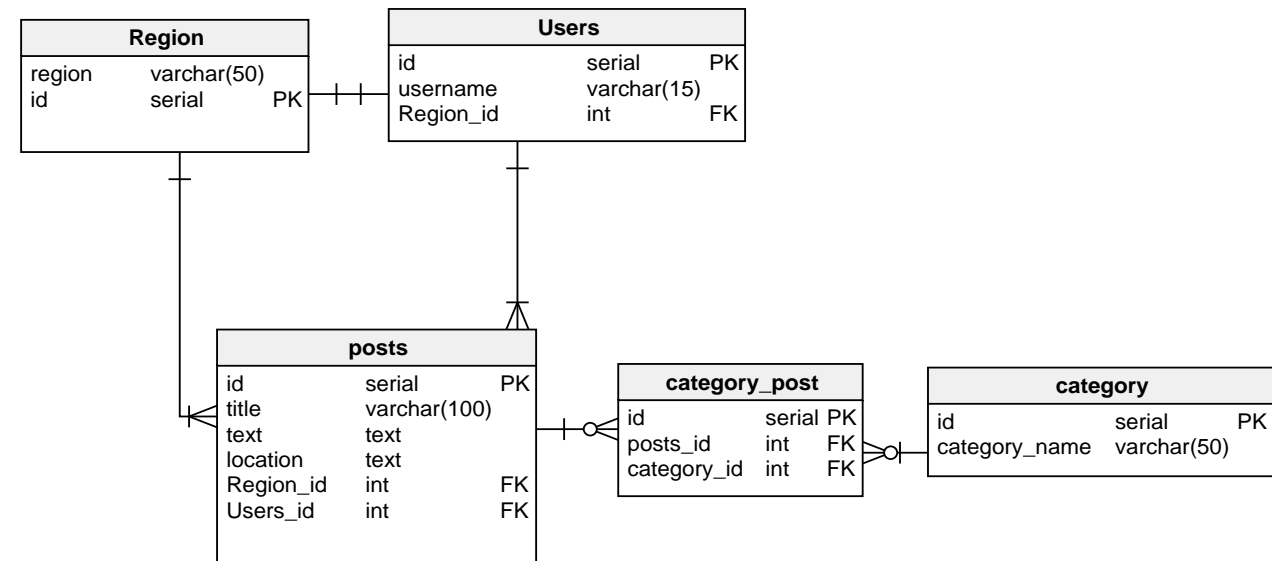 Region
region varchar(50)
id serial PK
Users
id serial PK
username varchar(15)
Region_id int FK
posts
id serial PK
title varchar(100)
text text
location text
Region_id int FK
Users_id int FK
category_post
id serial PK
posts_id int FK
category_id int FK
category
id serial PK
category_name varchar(50)